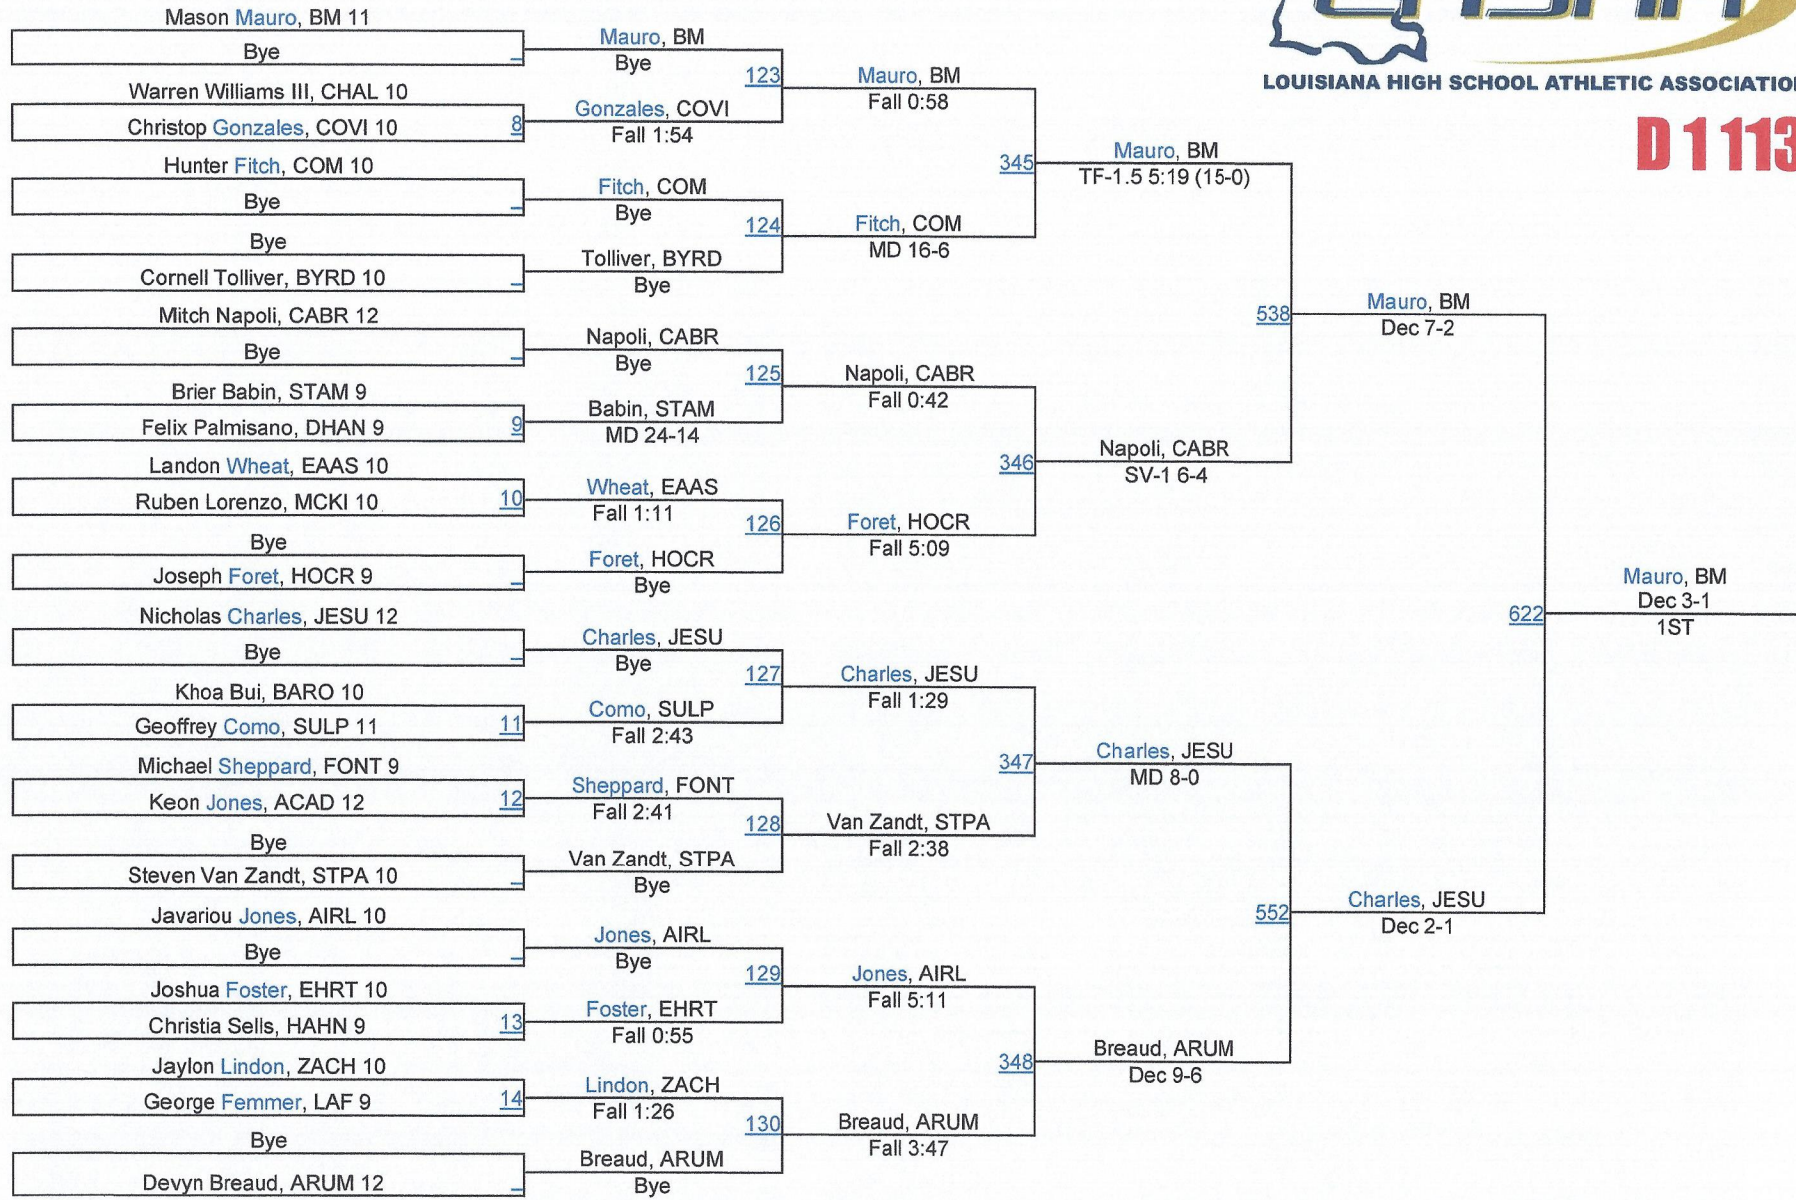 LOUISIANA HIGH SCHOOL ATHLETIC ASSOCIATION
D 1 113
Mason Mauro, BM 11
Bye
Warren Williams III, CHAL 10
Christop Gonzales, COVI 10
8
Hunter Fitch, COM 10
Bye
Bye
Cornell Tolliver, BYRD 10
Mitch Napoli, CABR 12
Bye
Brier Babin, STAM 9
Felix Palmisano, DHAN 9
9
Landon Wheat, EAAS 10
Ruben Lorenzo, MCKI 10
10
Bye
Joseph Foret, HOCR 9
Nicholas Charles, JESU 12
Bye
Khoa Bui, BARO 10
Geoffrey Como, SULP 11
11
Michael Sheppard, FONT 9
Keon Jones, ACAD 12
12
Bye
Steven Van Zandt, STPA 10
Javariou Jones, AIRL 10
Bye
Joshua Foster, EHRT 10
Christia Sells, HAHN 9
13
Jaylon Lindon, ZACH 10
George Femmer, LAF 9
14
Bye
Devyn Breaud, ARUM 12
Mauro, BM
Bye
123
Gonzales, COVI
Fall 1:54
Fitch, COM
Bye
124
Tolliver, BYRD
Bye
Napoli, CABR
Bye
125
Babin, STAM
MD 24-14
Wheat, EAAS
Fall 1:11
126
Foret, HOCR
Bye
Charles, JESU
Bye
127
Como, SULP
Fall 2:43
Sheppard, FONT
Fall 2:41
128
Van Zandt, STPA
Bye
Jones, AIRL
Bye
129
Foster, EHRT
Fall 0:55
Lindon, ZACH
Fall 1:26
130
Breaud, ARUM
Bye
Mauro, BM
Fall 0:58
345
Fitch, COM
MD 16-6
Napoli, CABR
Fall 0:42
346
Foret, HOCR
Fall 5:09
Charles, JESU
Fall 1:29
347
Van Zandt, STPA
Fall 2:38
Jones, AIRL
Fall 5:11
348
Breaud, ARUM
Fall 3:47
Mauro, BM
TF-1.5 5:19 (15-0)
538
Napoli, CABR
SV-1 6-4
Charles, JESU
MD 8-0
552
Breaud, ARUM
Dec 9-6
Mauro, BM
Dec 7-2
622
Charles, JESU
Dec 2-1
Mauro, BM
Dec 3-1
1ST